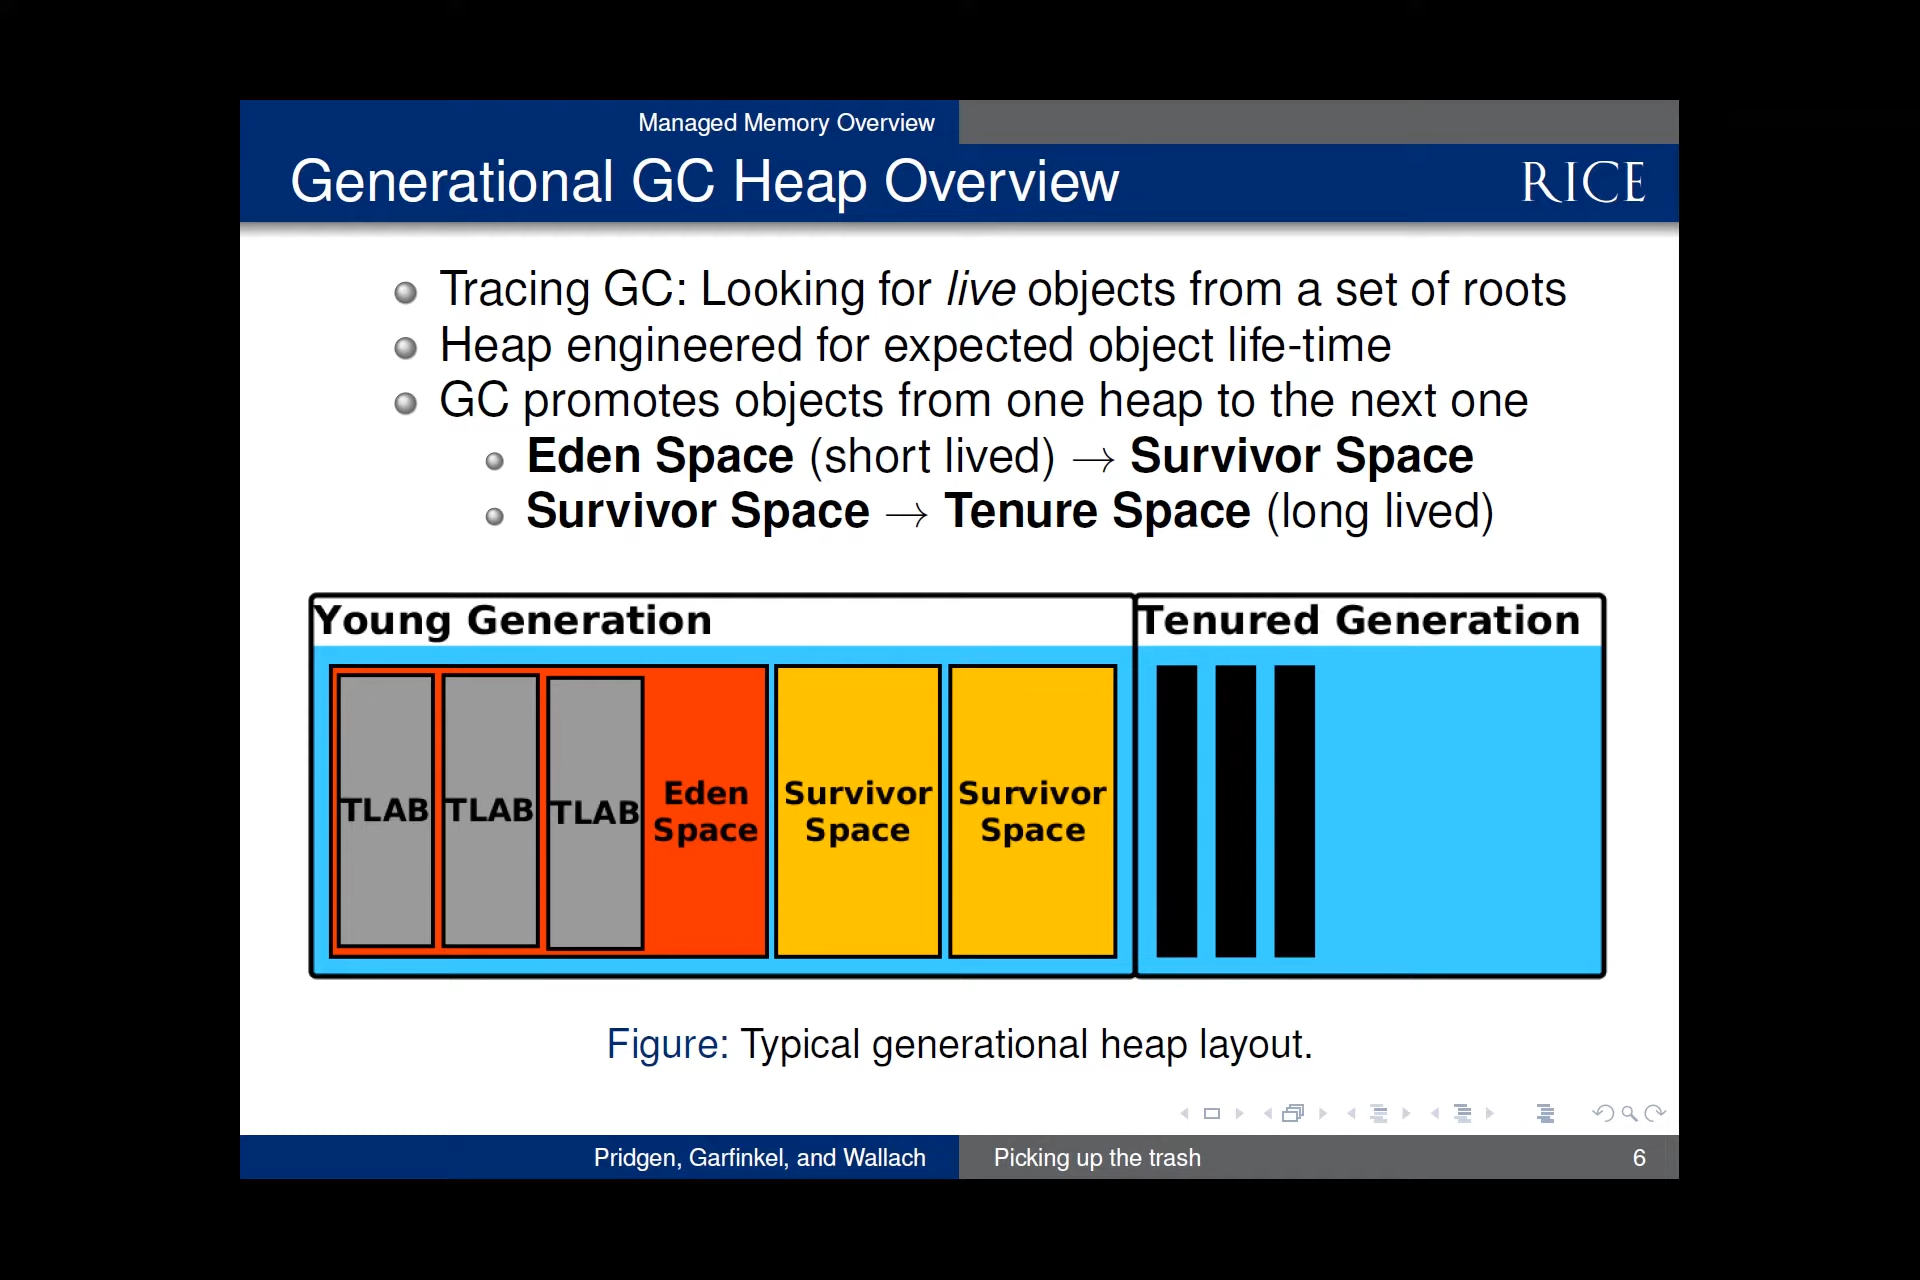 Managed Memory Overview
Generational GC Heap Overview
RICE
Tracing GC: Looking for live objects from a set of roots
Heap engineered for expected object life-time
GC promotes objects from one heap to the next one
Eden Space (short lived) → Survivor Space
Survivor Space → Tenure Space (long lived)
Young Generation
Tenured Generation
TLAB
TLAB
TLAB
Eden
Space
Survivor
Space
Survivor
Space
Figure: Typical generational heap layout.
Pridgen, Garfinkel, and Wallach
Picking up the trash
6